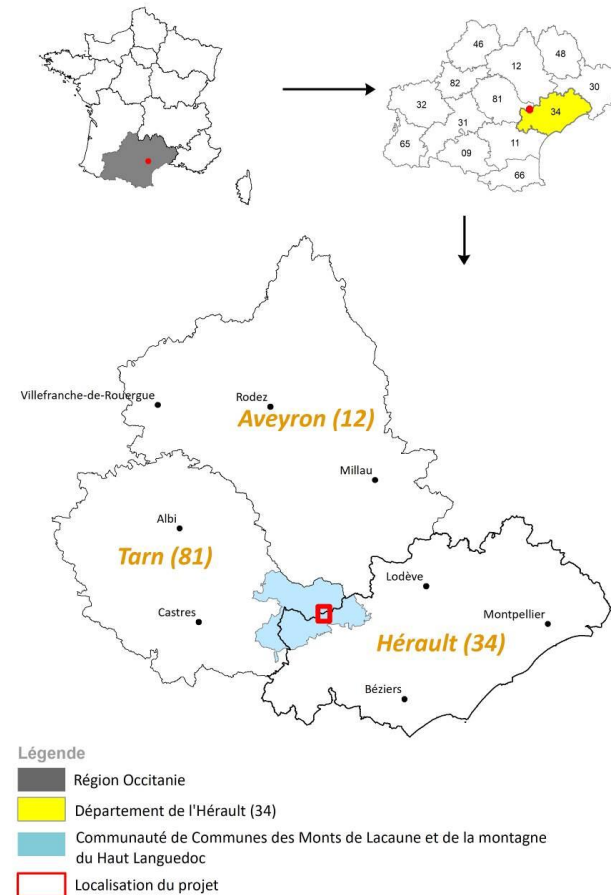 46
48
12
82
30
81
32
34
31
65
11
09
66
Villefranche-de-Rouergue
Rodez
Aveyron (12)
Millau
Albi
Tarn (81)
Lodève
Castres
Montpellier
Hérault (34)
Béziers
Légende
Région Occitanie
Département de l'Hérault (34)
Communauté de Communes des Monts de Lacaune et de la montagne
du Haut Languedoc
Localisation du projet